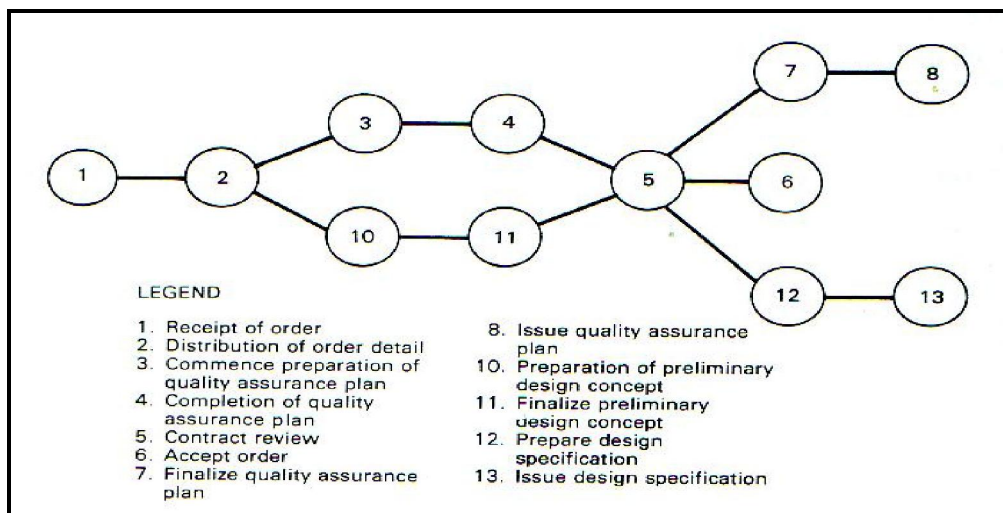 1
2
3
4
10
11
5
7
8
6
12
13
LEGEND
1. Receipt of order
2. Distribution of order detail
3. Commence preparation of
quality assurance plan
4. Completion of quality
assurance plan
5. Contract review
6. Accept order
7. Finalize quality assurance
plan
8. Issue quality assurance
plan
10. Preparation of preliminary
design concept
11. Finalize preliminary
design concept
12. Prepare design
specification
13. Issue design specification